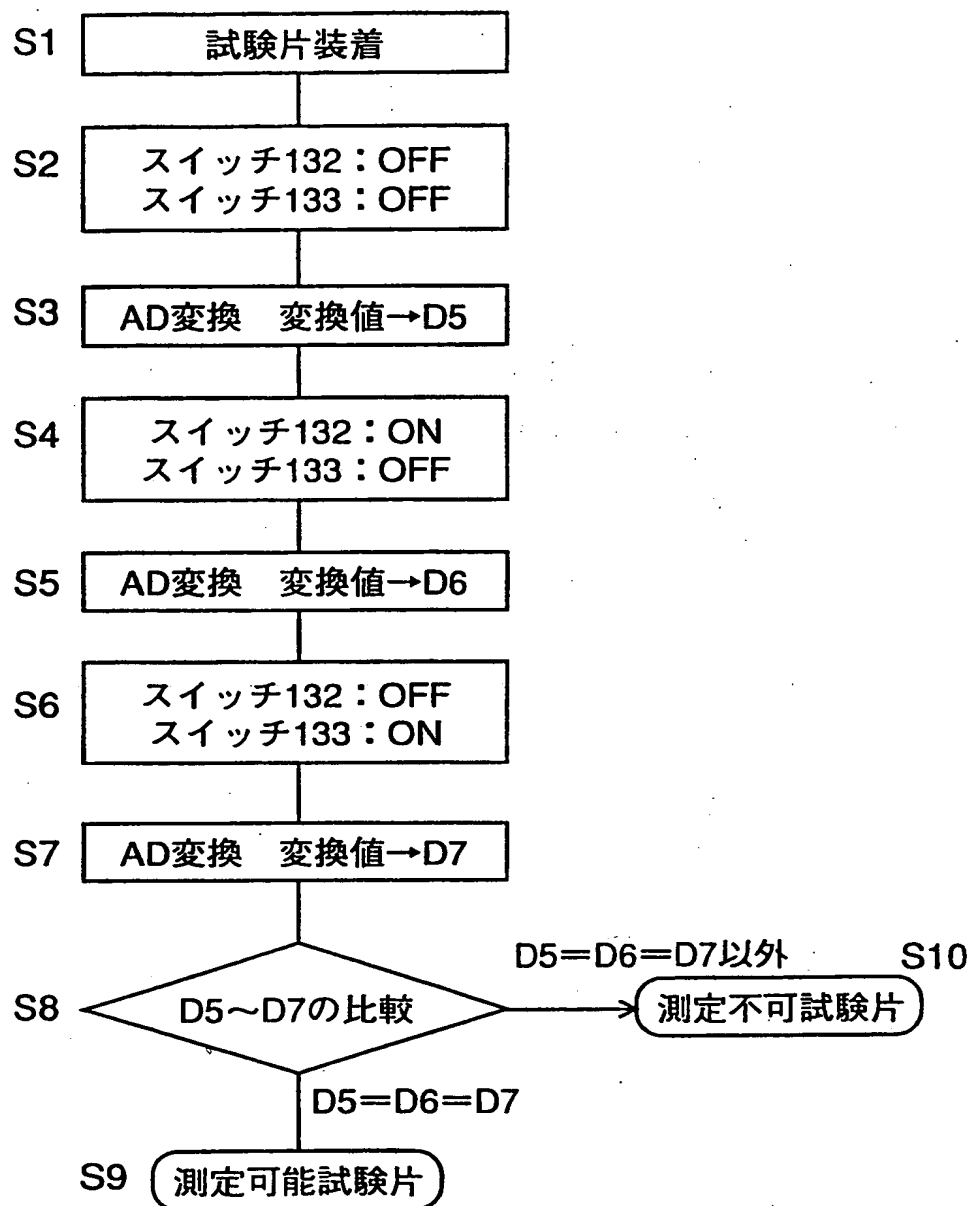 S1 試験片装着
S2 スイッチ132：OFF
スイッチ133：OFF
S3 AD変換　変換値→D5
S4 スイッチ132：ON
スイッチ133：OFF
S5 AD変換　変換値→D6
S6 スイッチ132：OFF
スイッチ133：ON
S7 AD変換　変換値→D7
D5＝D6＝D7以外 S10
S8 D5～D7の比較 測定不可試験片
D5＝D6＝D7
S9 測定可能試験片